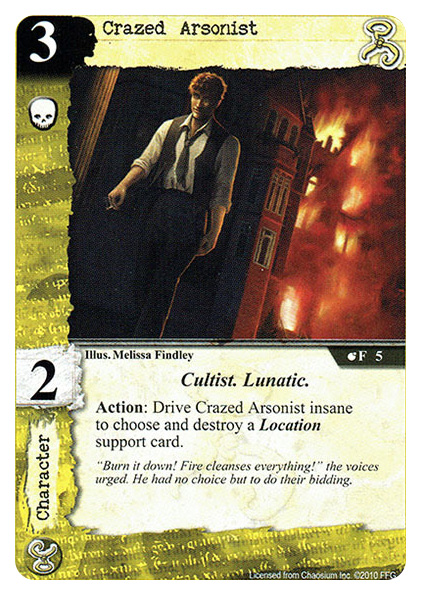 3
Crazed Arsonist
Illus. Melissa Findley
F 5
2
Cultist. Lunatic.
Action: Drive Crazed Arsonist insane
to choose and destroy a Location
support card.
"Burn it down! Fire cleanses everything!" the voices
urged. He had no choice but to do their bidding.
Character
Licensed from Chaosium Inc. ©2010 FFG